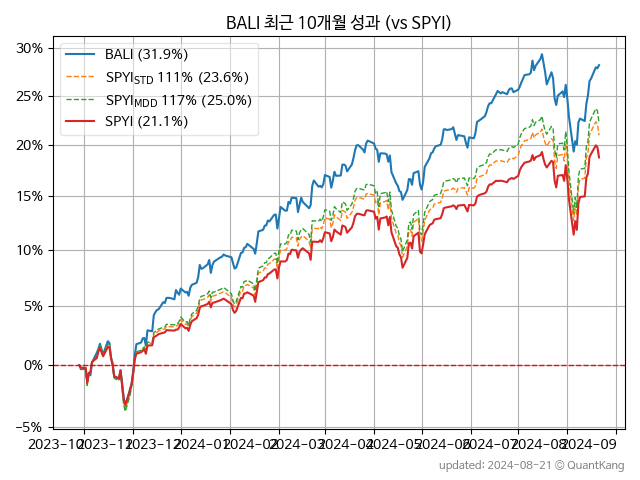 BALI 최근 10개월 성과 (vs SPYI)
BALI (31.9%)
SPYI_STD 111% (23.6%)
SPYI_MDD 117% (25.0%)
SPYI (21.1%)
30%
25%
20%
15%
10%
5%
0%
−5%
2023-10 2023-11 2023-12 2024-01 2024-02 2024-03 2024-04 2024-05 2024-06 2024-07 2024-08 2024-09
updated: 2024-08-21 @ QuantKang